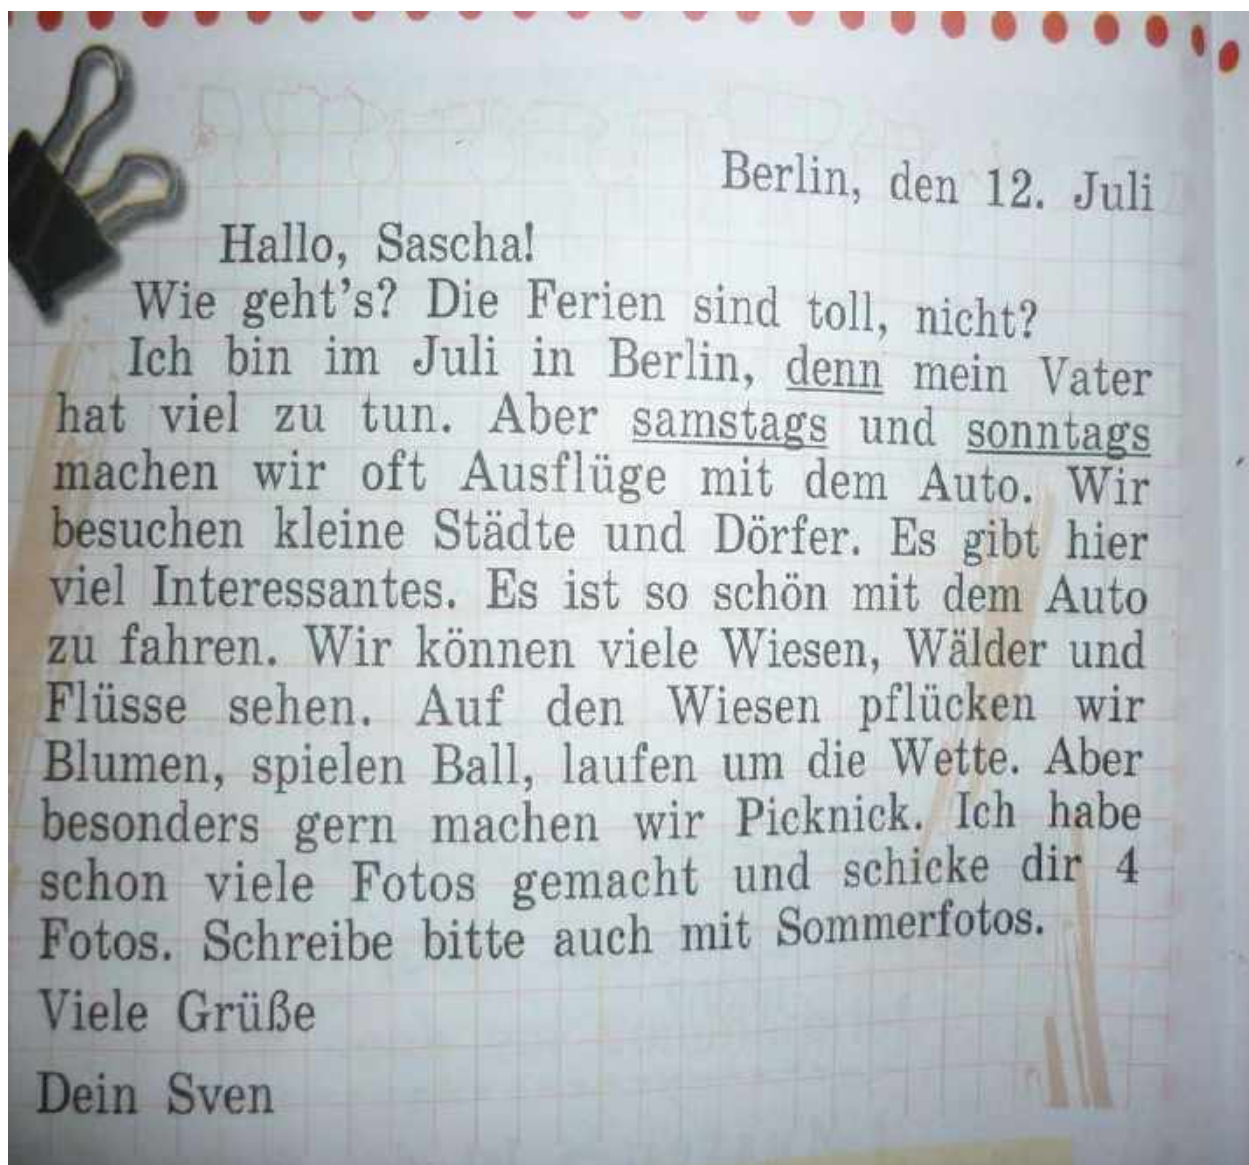 Berlin, den 12. Juli
Hallo, Sascha!
Wie geht's? Die Ferien sind toll, nicht?
Ich bin im Juli in Berlin, denn mein Vater
hat viel zu tun. Aber samstags und sonntags
machen wir oft Ausflüge mit dem Auto. Wir
besuchen kleine Städte und Dörfer. Es gibt hier
viel Interessantes. Es ist so schön mit dem Auto
zu fahren. Wir können viele Wiesen, Wälder und
Flüsse sehen. Auf den Wiesen pflücken wir
Blumen, spielen Ball, laufen um die Wette. Aber
besonders gern machen wir Picknick. Ich habe
schon viele Fotos gemacht und schicke dir 4
Fotos. Schreibe bitte auch mit Sommerfotos.
Viele Grüße
Dein Sven